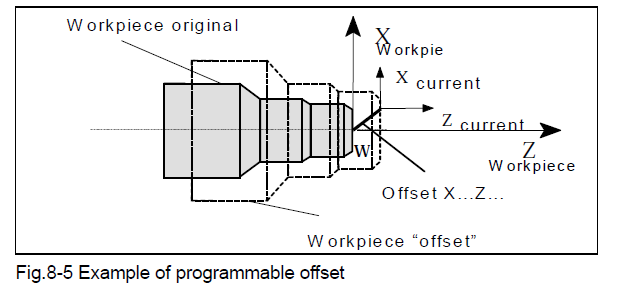 Workpiece original
X
Workpie
X current
Z current
Z
Workpiece
W
Offset X...Z...
Workpiece “offset”
Fig.8-5 Example of programmable offset